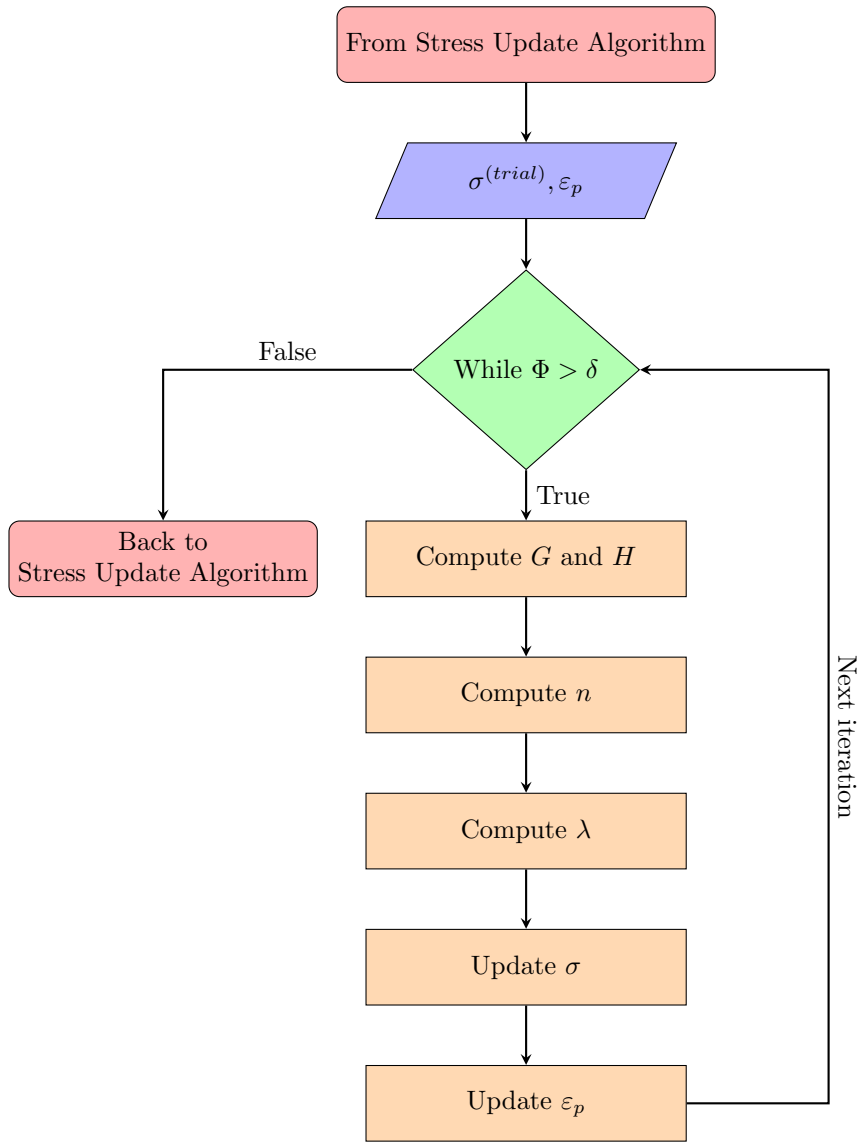 From Stress Update Algorithm
σ^{(trial)}, ε_p
While Φ > δ
False
True
Back to
Stress Update Algorithm
Compute G and H
Compute n
Compute λ
Update σ
Update ε_p
Next iteration